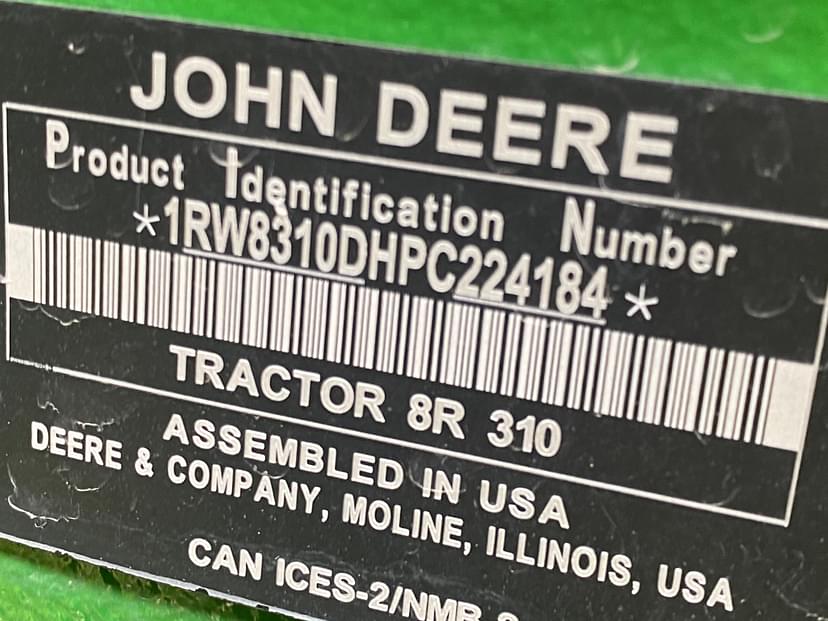 JOHN DEERE
Product Identification Number
*1RW8310DHPC224184*
TRACTOR 8R 310
ASSEMBLED IN USA
DEERE & COMPANY, MOLINE, ILLINOIS, USA
CAN ICES-2/NMB